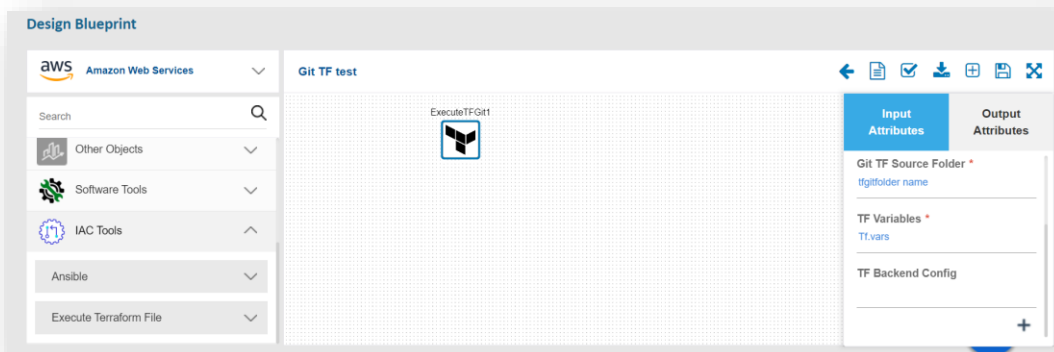 Design Blueprint
aws
Amazon Web Services
Search
Other Objects
Software Tools
IAC Tools
Ansible
Execute Terraform File
Git TF test
ExecuteTFGit1
Input
Attributes
Output
Attributes
Git TF Source Folder *
tfgitfolder name
TF Variables *
Tf.vars
TF Backend Config